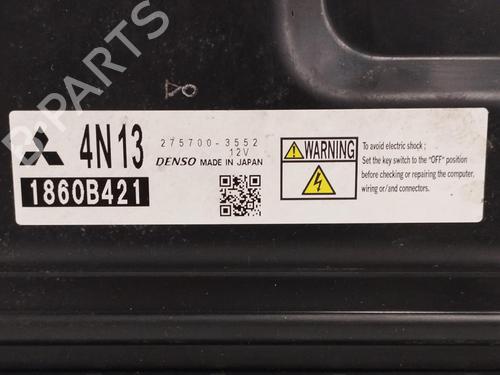 B-PARTS
4N13
275700-3552
12V
DENSO MADE IN JAPAN
1860B421
WARNING
To avoid electric shock ;
Set the key switch to the "OFF" position
before checking or repairing the computer,
wiring or/and connectors.